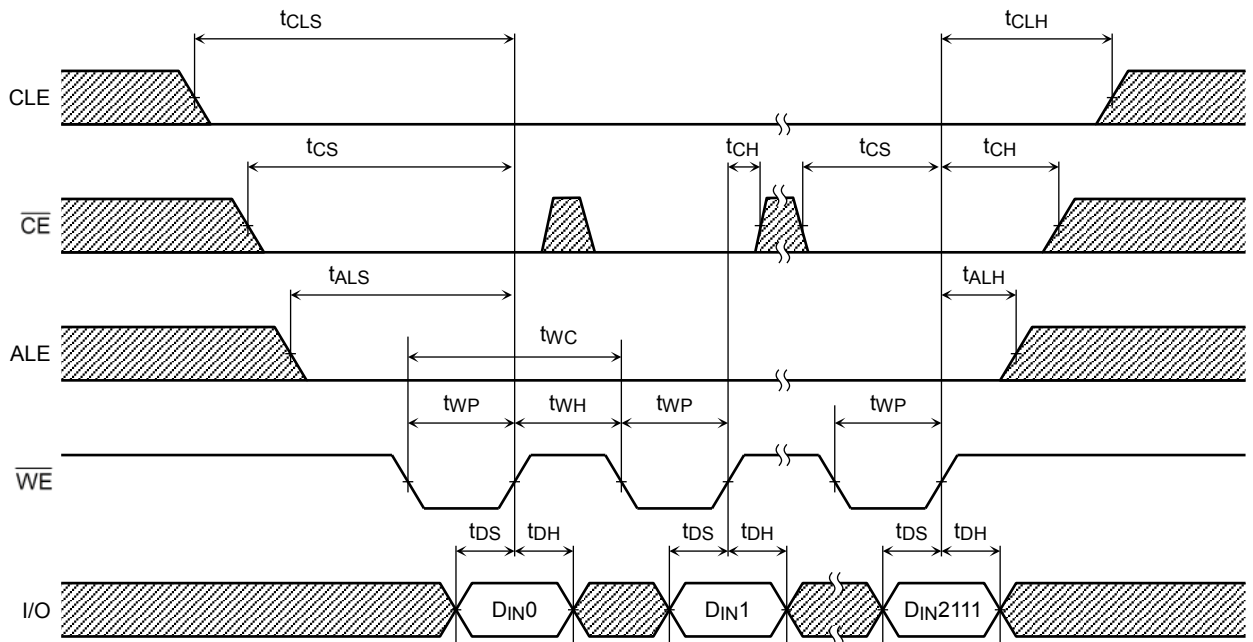 tCLS tCLH
CLE
tCS tCH tCS tCH
CE
tALS tALH
ALE
tWC
tWP tWH tWP tWP
WE
tDS tDH tDS tDH tDS tDH
I/O DIN0 DIN1 DIN2111